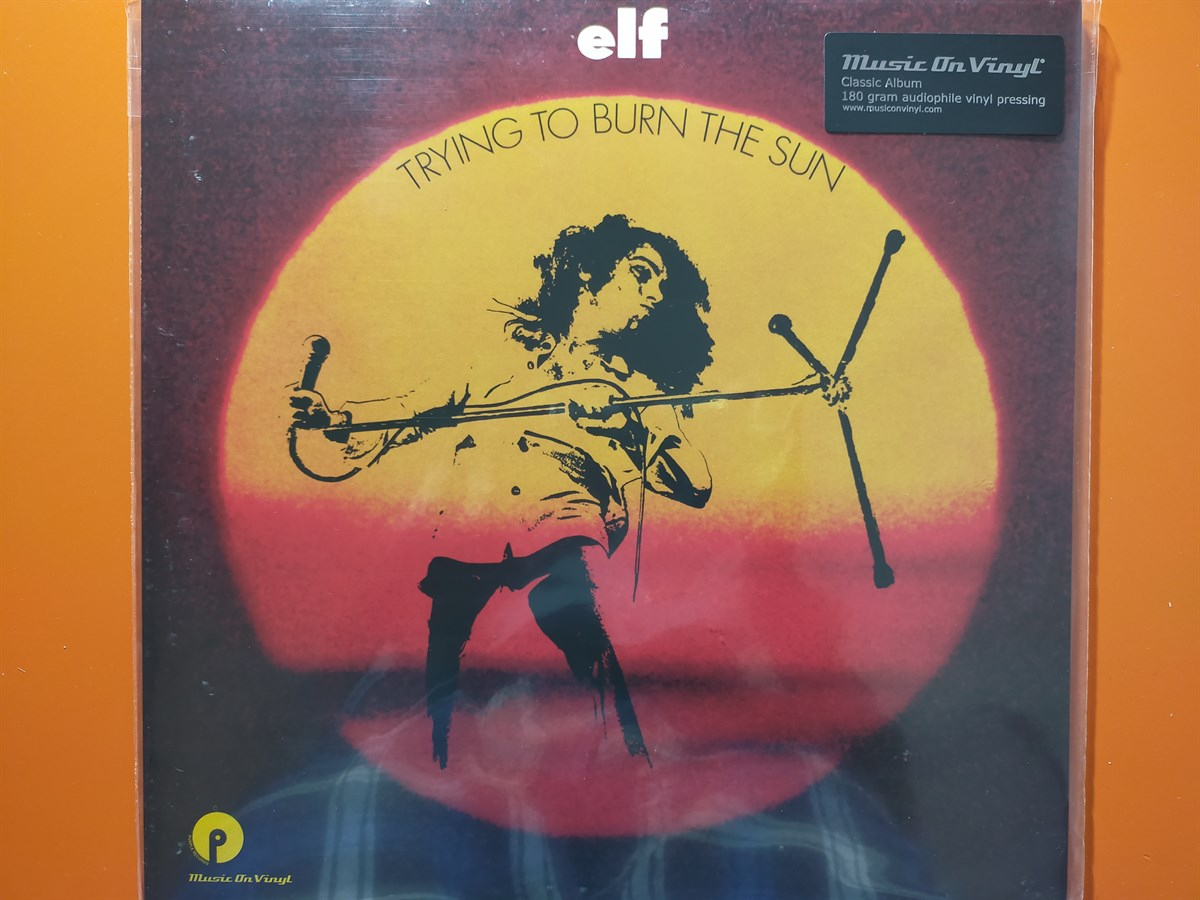 elf
Music On Vinyl
Classic Album
180 gram audiophile vinyl pressing
www.musiconvinyl.com
TRYING TO BURN THE SUN
P
Music On Vinyl